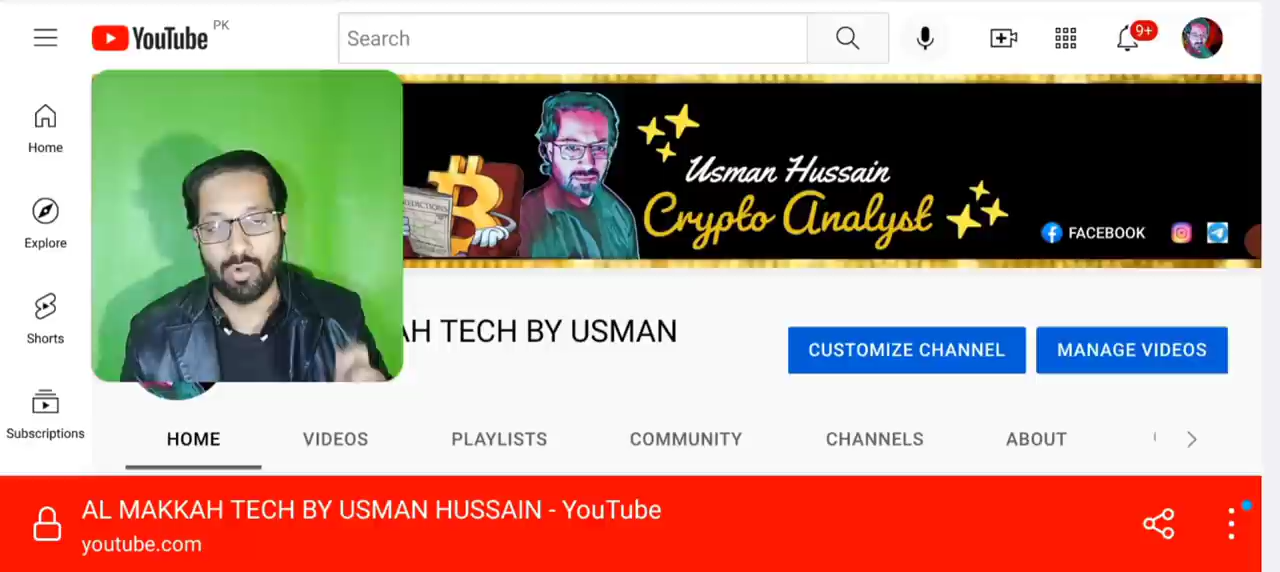 YouTube PK
Search
9+
Home
Explore
Shorts
Subscriptions
Usman Hussain
Crypto Analyst
FACEBOOK
AH TECH BY USMAN
CUSTOMIZE CHANNEL
MANAGE VIDEOS
HOME VIDEOS PLAYLISTS COMMUNITY CHANNELS ABOUT
AL MAKKAH TECH BY USMAN HUSSAIN - YouTube
youtube.com